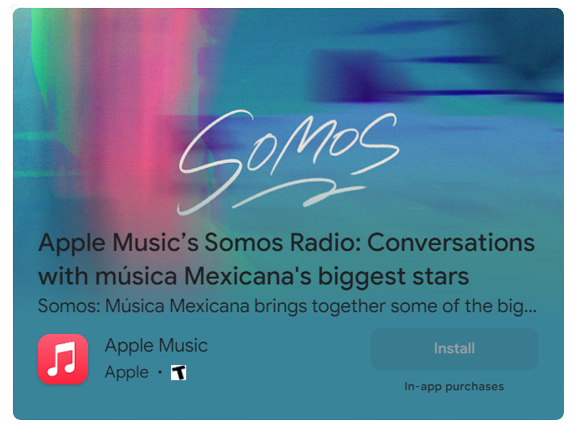 SOMOS
Apple Music’s Somos Radio: Conversations
with música Mexicana's biggest stars
Somos: Música Mexicana brings together some of the big...
Apple Music
Install
Apple • T
In-app purchases